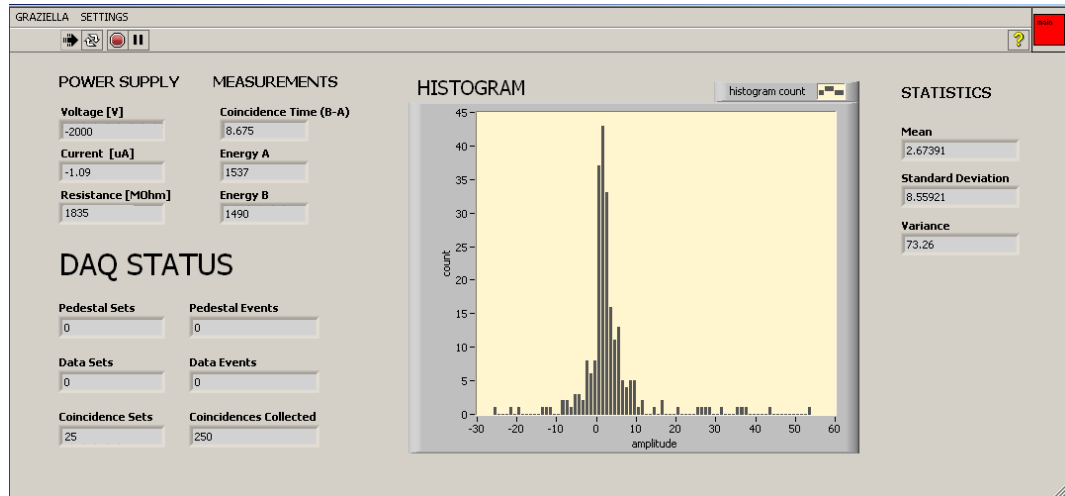 GRAZIELLA SETTINGS
?
main
POWER SUPPLY
Voltage [V]
-2000
Current [uA]
-1.09
Resistance [MOhm]
1835
MEASUREMENTS
Coincidence Time (B-A)
8.675
Energy A
1537
Energy B
1490
DAQ STATUS
Pedestal Sets
0
Pedestal Events
0
Data Sets
0
Data Events
0
Coincidence Sets
25
Coincidences Collected
250
HISTOGRAM
histogram count
45
40
35
30
25
20
15
10
5
0
count
-30 -20 -10 0 10 20 30 40 50 60
amplitude
STATISTICS
Mean
2.67391
Standard Deviation
8.55921
Variance
73.26